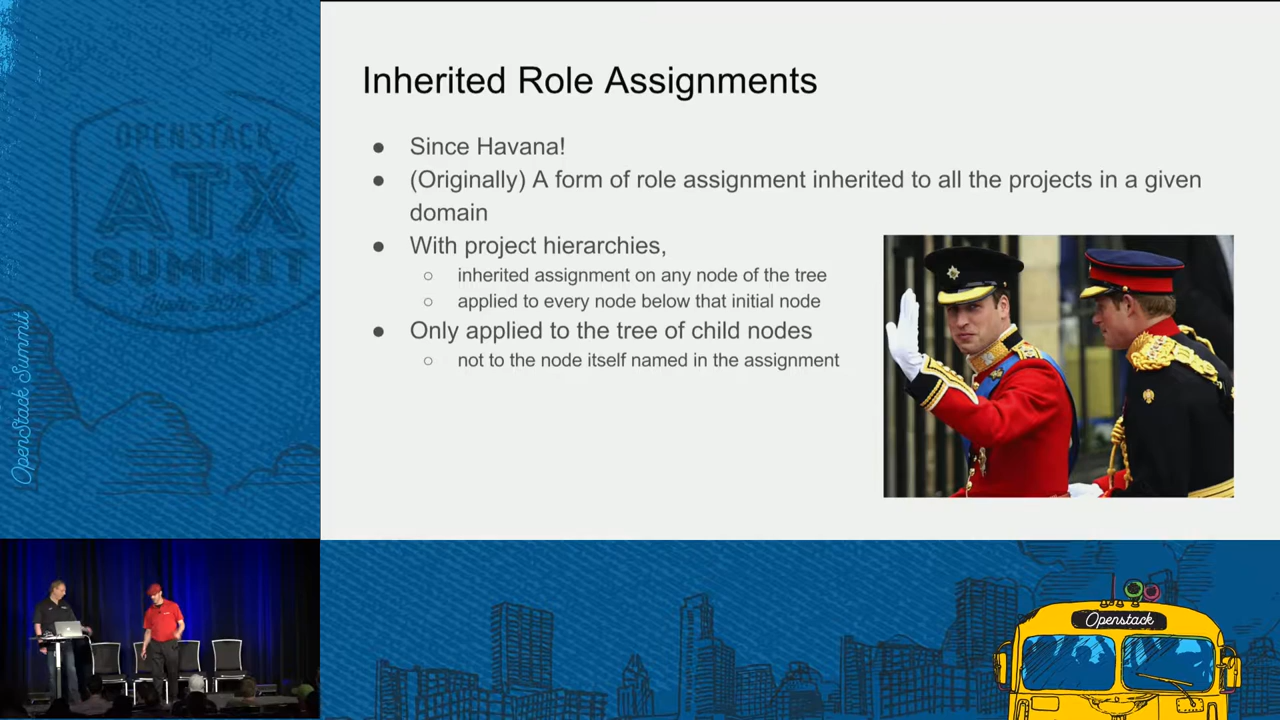 Inherited Role Assignments
● Since Havana!
● (Originally) A form of role assignment inherited to all the projects in a given
domain
● With project hierarchies,
○ inherited assignment on any node of the tree
○ applied to every node below that initial node
● Only applied to the tree of child nodes
○ not to the node itself named in the assignment
OPENSTACK
ATX
SUMMIT
OpenStack Summit
Openstack